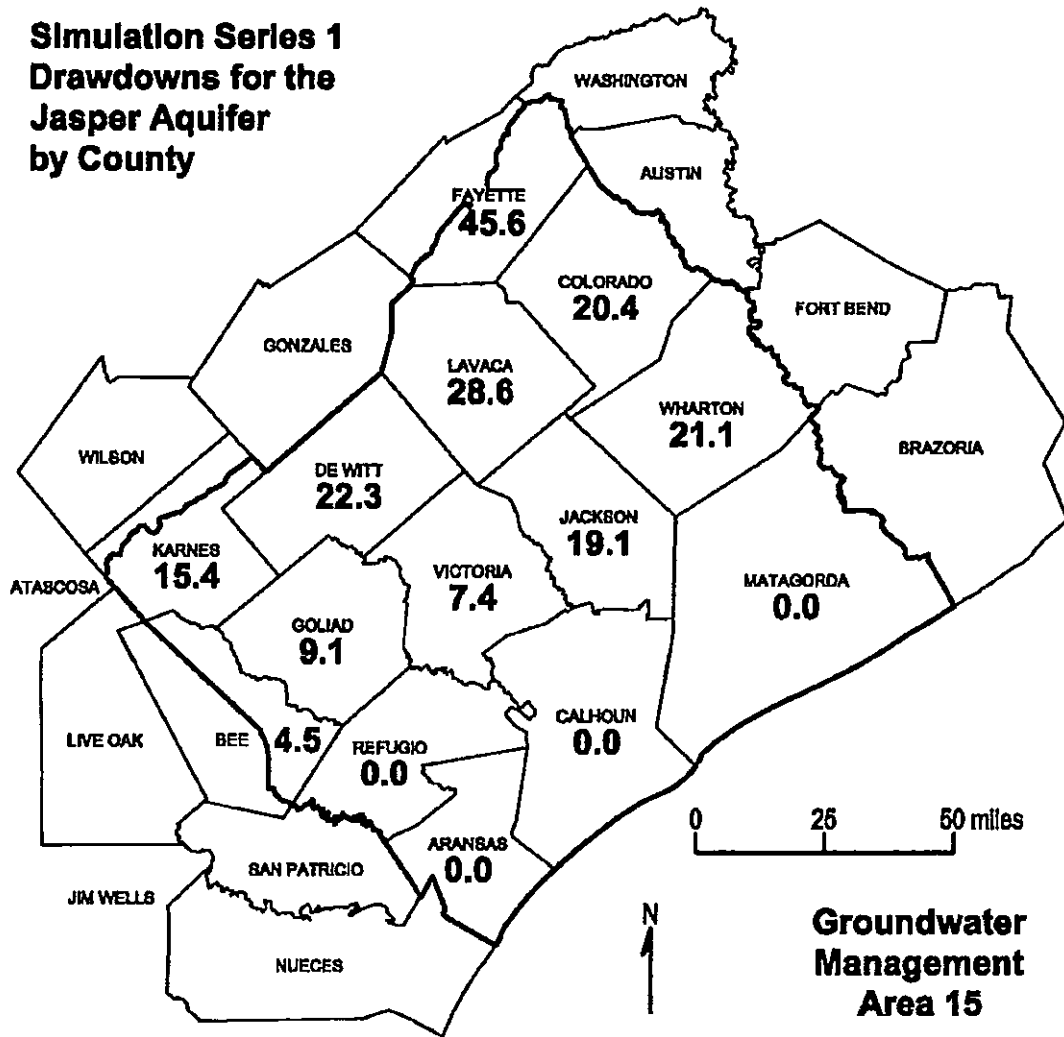 Simulation Series 1
Drawdowns for the
Jasper Aquifer
by County
WASHINGTON
AUSTIN
FAYETTE
45.6
COLORADO
20.4
FORT BEND
GONZALES
LAVACA
28.6
WHARTON
21.1
BRAZORIA
WILSON
DE WITT
22.3
JACKSON
19.1
KARNES
15.4
VICTORIA
7.4
MATAGORDA
0.0
ATASCOSA
GOLIAD
9.1
LIVE OAK
BEE
4.5
REFUGIO
0.0
CALHOUN
0.0
ARANSAS
0.0
SAN PATRICIO
JIM WELLS
NUECES
0 25 50 miles
N
Groundwater
Management
Area 15